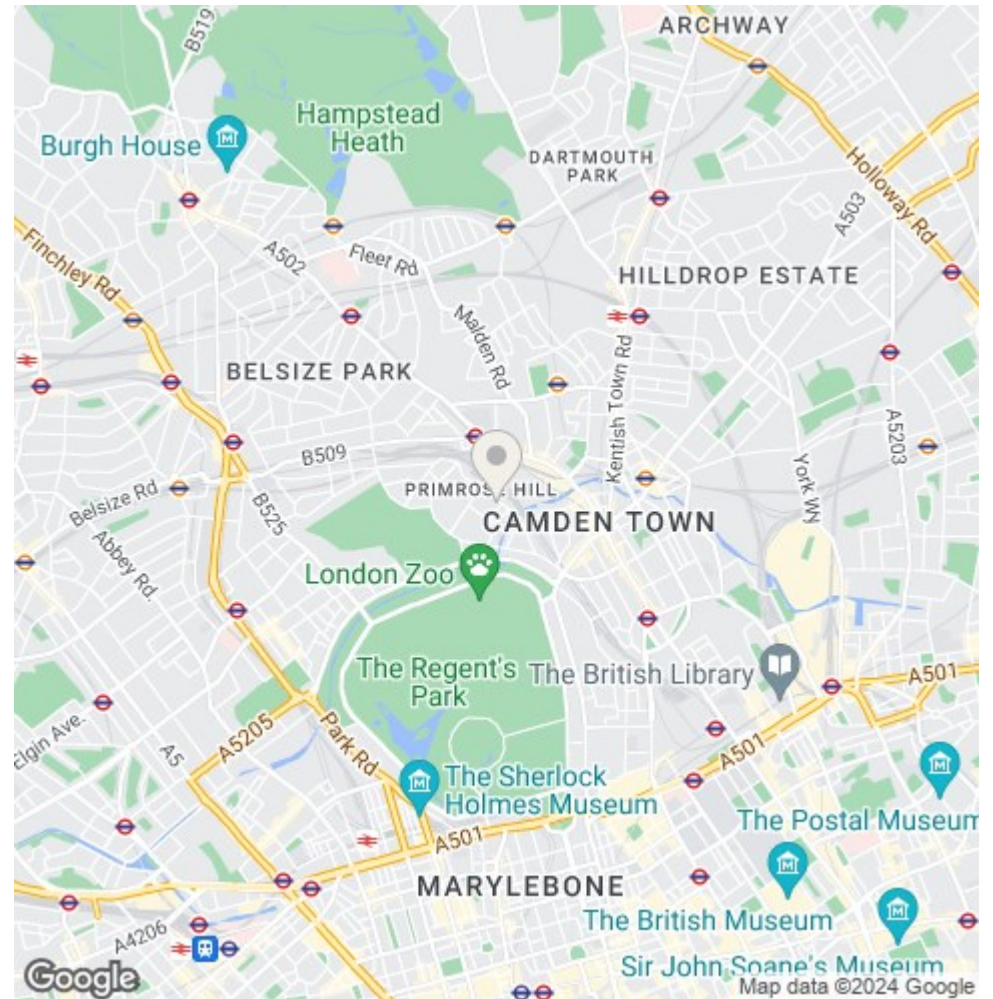 ARCHWAY
B519
Hampstead
Heath
Burgh House
DARTMOUTH
PARK
Holloway Rd
A503
Finchley Rd
A502
Fleet Rd
HILLDROP ESTATE
Malden Rd
BELSIZE PARK
Kentish Town Rd
A5203
B509
York WY
Belsize Rd
PRIMROSE HILL
B525
CAMDEN TOWN
Abbey Rd.
London Zoo
The Regent's
Park
The British Library
A501
Elgin Ave.
A5
A5205
Park Rd
A501
The Sherlock
Holmes Museum
The Postal Museum
A501
MARYLEBONE
The British Museum
A4206
Sir John Soane's Museum
Google
Map data ©2024 Google